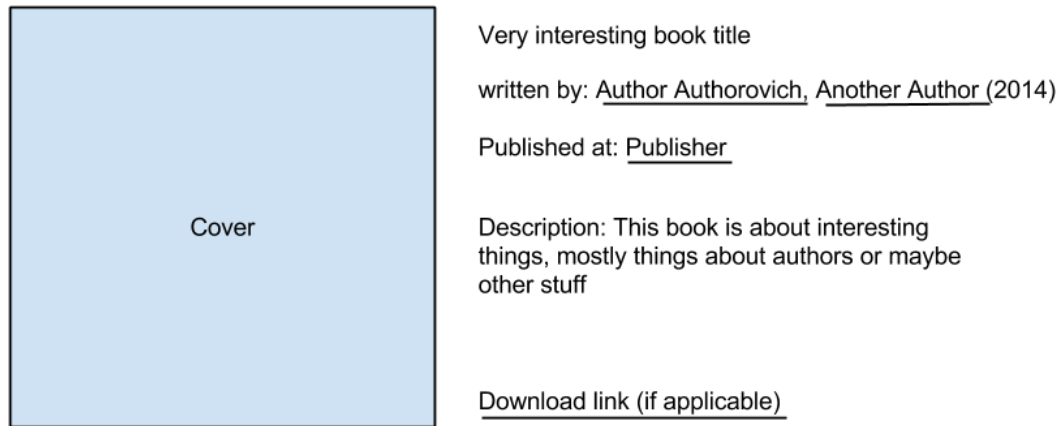 Very interesting book title
written by: Author Authorovich, Another Author (2014)
Published at: Publisher
Cover
Description: This book is about interesting
things, mostly things about authors or maybe
other stuff
Download link (if applicable)